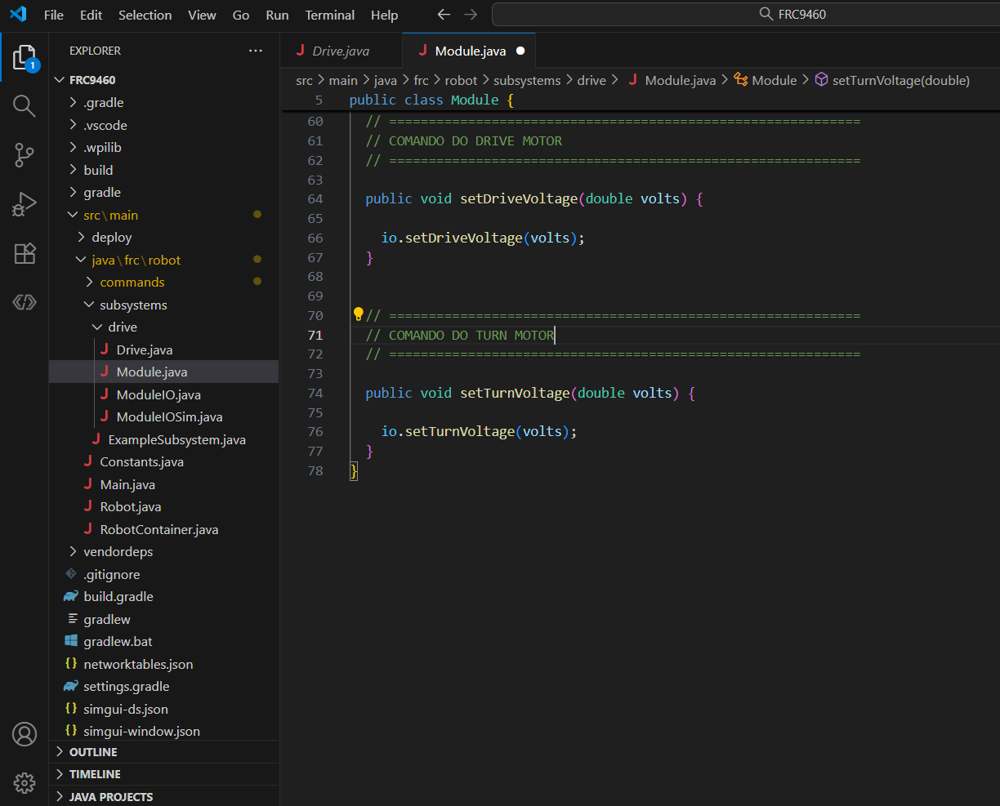 File Edit Selection View Go Run Terminal Help
FRC9460
1
EXPLORER
FRC9460
.gradle
.vscode
.wpilib
build
gradle
src\main
deploy
java\frc\robot
commands
subsystems
drive
J Drive.java
J Module.java
J ModuleIO.java
J ModuleIOSim.java
J ExampleSubsystem.java
J Constants.java
J Main.java
J Robot.java
J RobotContainer.java
vendordeps
.gitignore
build.gradle
gradlew
gradlew.bat
{} networktables.json
settings.gradle
{} simgui-ds.json
{} simgui-window.json
OUTLINE
TIMELINE
JAVA PROJECTS
J Drive.java
J Module.java
src > main > java > frc > robot > subsystems > drive > J Module.java > Module > setTurnVoltage(double)
5 public class Module {
60 // ============================================================
61 // COMANDO DO DRIVE MOTOR
62 // ============================================================
63
64 public void setDriveVoltage(double volts) {
65
66 io.setDriveVoltage(volts);
67 }
68
69
70 // ============================================================
71 // COMANDO DO TURN MOTOR
72 // ============================================================
73
74 public void setTurnVoltage(double volts) {
75
76 io.setTurnVoltage(volts);
77 }
78 }